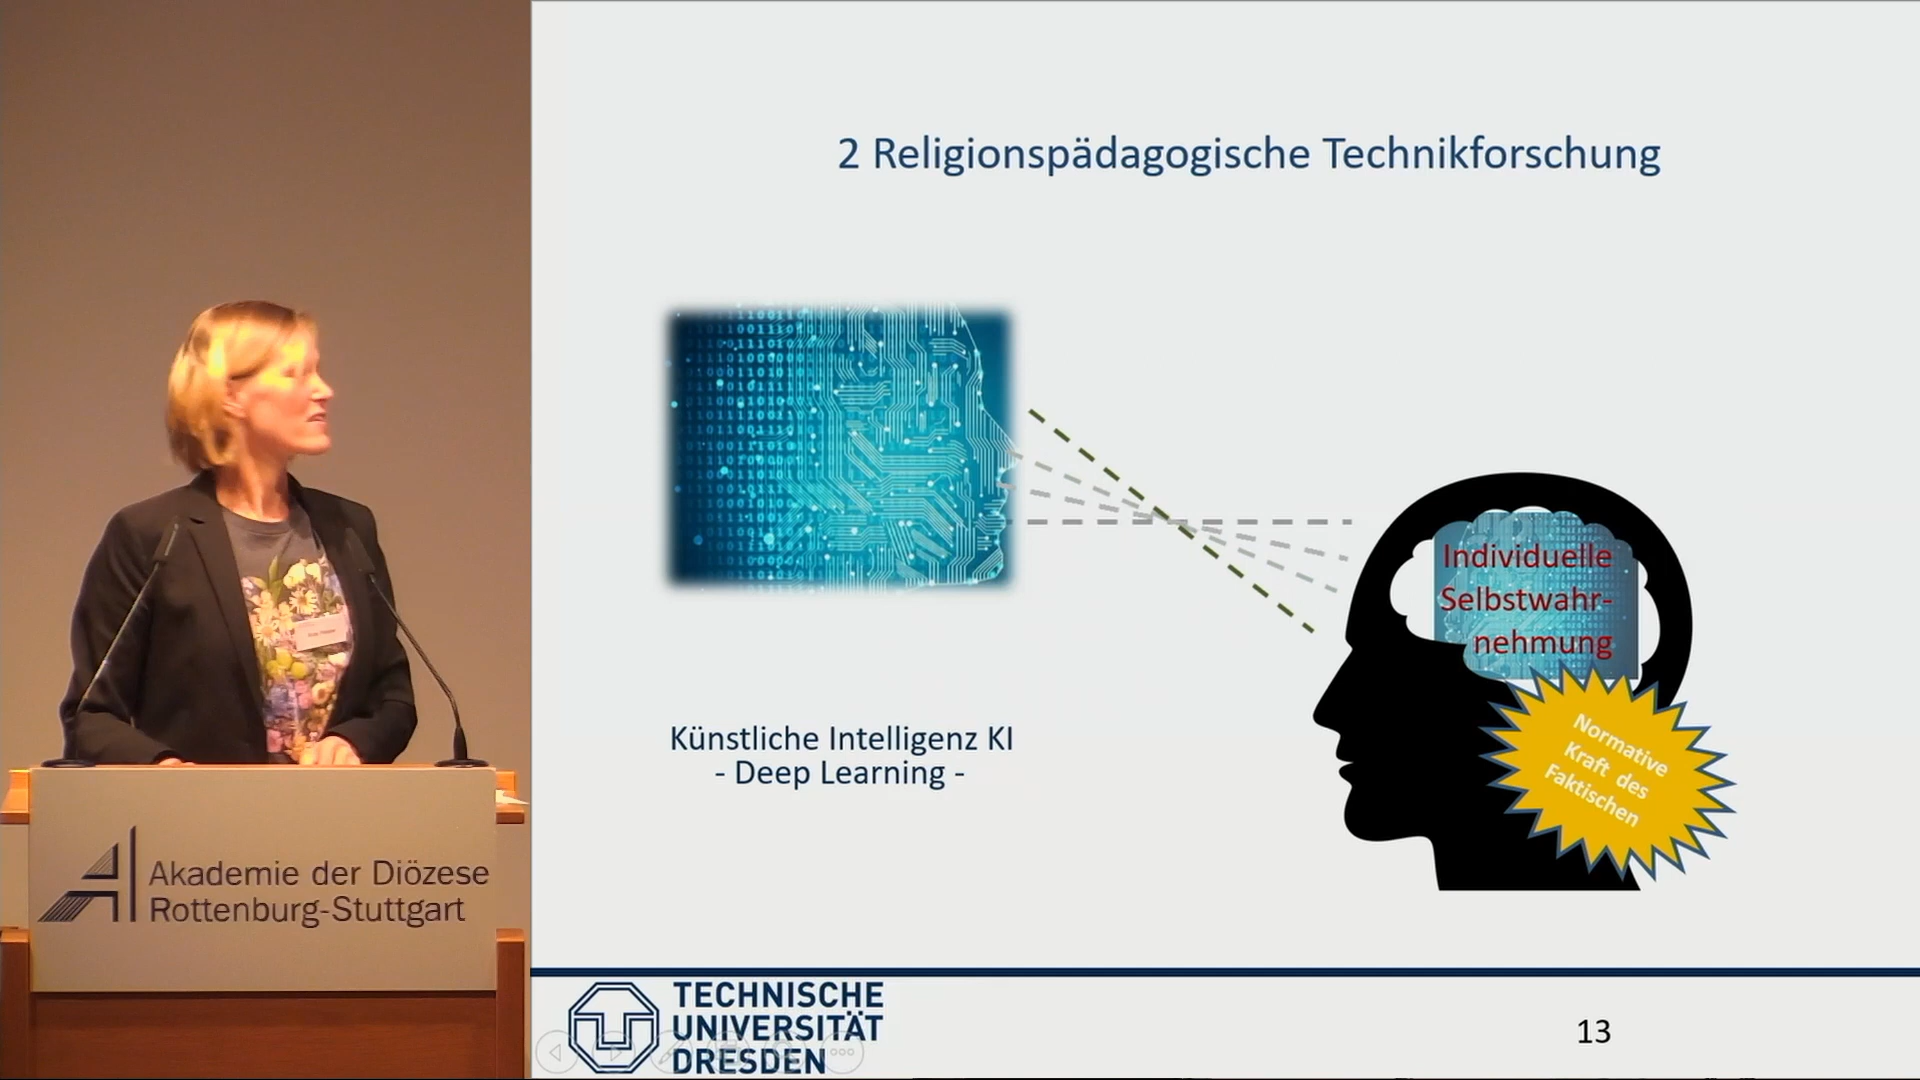 2 Religionspädagogische Technikforschung
Individuelle
Selbstwahr-
nehmung
Normative
Kraft des
Faktischen
Künstliche Intelligenz KI
- Deep Learning -
Akademie der Diözese
Rottenburg-Stuttgart
TECHNISCHE
UNIVERSITÄT
DRESDEN
13